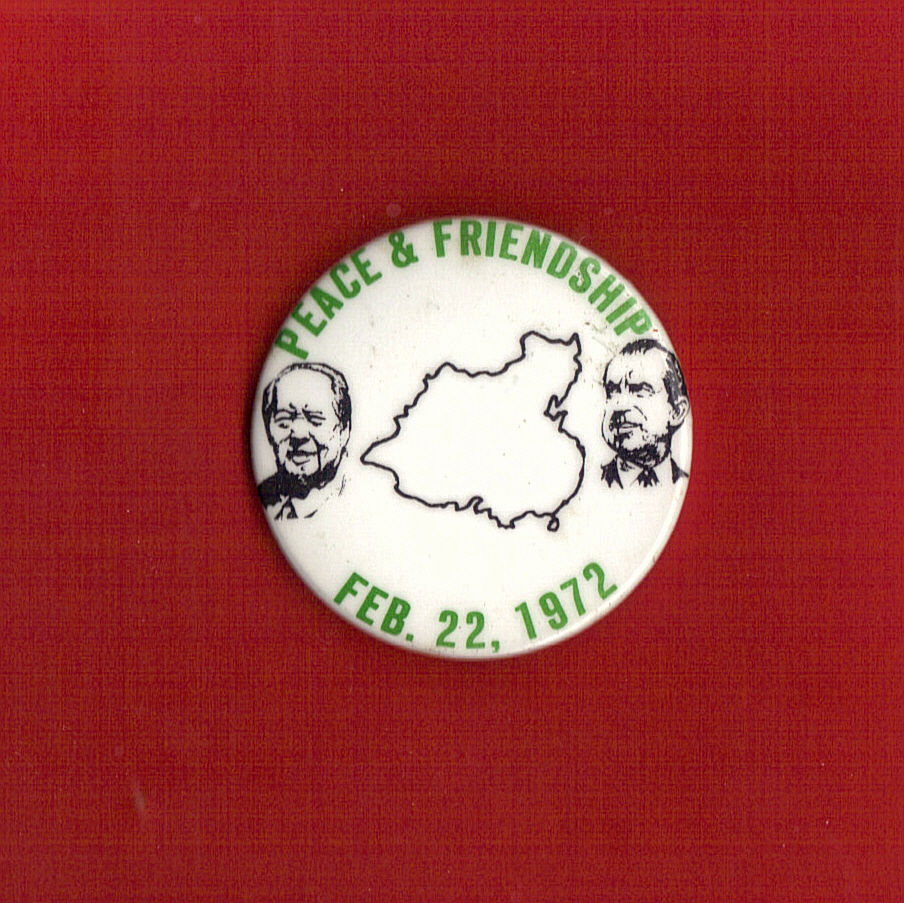 PEACE & FRIENDSHIP
FEB. 22, 1972